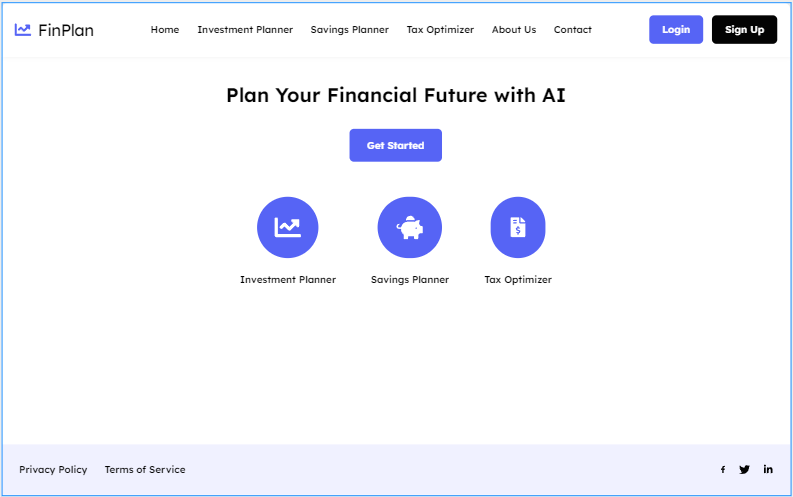 FinPlan
Home Investment Planner Savings Planner Tax Optimizer About Us Contact
Login Sign Up
Plan Your Financial Future with AI
Get Started
$
Investment Planner Savings Planner Tax Optimizer
Privacy Policy Terms of Service
f in